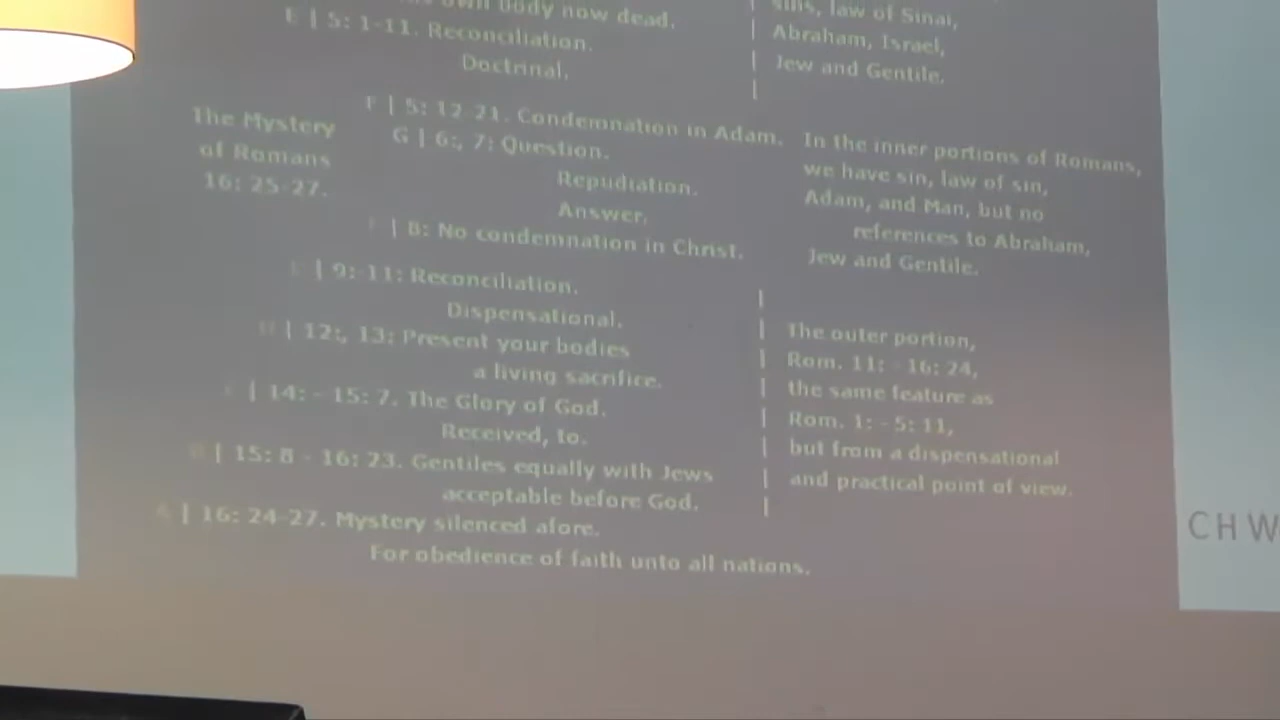 own body now dead.
E | 5: 1-11. Reconciliation.
Doctrinal.
sins, law of Sinai,
Abraham, Israel,
Jew and Gentile.
The Mystery
of Romans
16: 25-27.
F | 5: 12-21. Condemnation in Adam.
G | 6:, 7: Question.
Repudiation.
Answer.
| 8: No condemnation in Christ.
In the inner portions of Romans,
we have sin, law of sin,
Adam, and Man, but no
references to Abraham,
Jew and Gentile.
| 9:-11: Reconciliation.
Dispensational.
| 12:, 13: Present your bodies
a living sacrifice.
| 14: - 15: 7. The Glory of God.
Received, to.
| 15: 8 - 16: 23. Gentiles equally with Jews
acceptable before God.
A | 16: 24-27. Mystery silenced afore.
For obedience of faith unto all nations.
The outer portion,
Rom. 11: - 16: 24,
the same feature as
Rom. 1: - 5: 11,
but from a dispensational
and practical point of view.
CHW